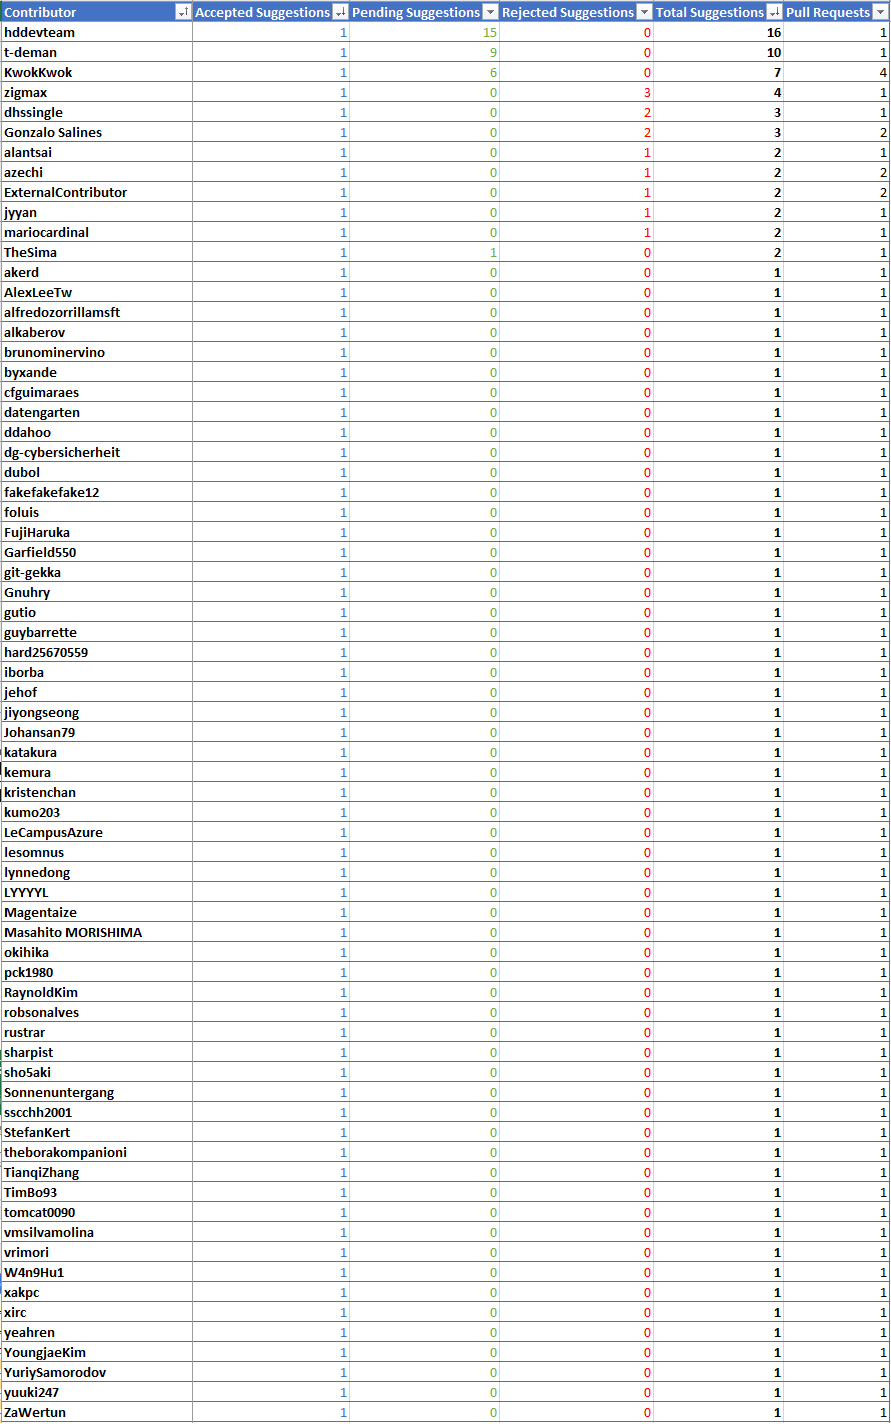 Contributor Accepted Suggestions Pending Suggestions Rejected Suggestions Total Suggestions Pull Requests
hddevteam 1 15 0 16 1
t-deman 1 9 0 10 1
KwokKwok 1 6 0 7 4
zigmax 1 0 3 4 1
dhssingle 1 0 2 3 1
Gonzalo Salines 1 0 2 3 2
alantsai 1 0 1 2 1
azechi 1 0 1 2 2
ExternalContributor 1 0 1 2 2
jyyan 1 0 1 2 1
mariocardinal 1 0 1 2 1
TheSima 1 1 0 2 1
akerd 1 0 0 1 1
AlexLeeTw 1 0 0 1 1
alfredozorrillamsft 1 0 0 1 1
alkaberov 1 0 0 1 1
brunominervino 1 0 0 1 1
byxande 1 0 0 1 1
cfguimaraes 1 0 0 1 1
datengarten 1 0 0 1 1
ddahoo 1 0 0 1 1
dg-cybersicherheit 1 0 0 1 1
dubol 1 0 0 1 1
fakefakefake12 1 0 0 1 1
foluis 1 0 0 1 1
FujiHaruka 1 0 0 1 1
Garfield550 1 0 0 1 1
git-gekka 1 0 0 1 1
Gnuhry 1 0 0 1 1
gutio 1 0 0 1 1
guybarrette 1 0 0 1 1
hard25670559 1 0 0 1 1
iborba 1 0 0 1 1
jehof 1 0 0 1 1
jiyongseong 1 0 0 1 1
Johansan79 1 0 0 1 1
katakura 1 0 0 1 1
kemura 1 0 0 1 1
kristenchan 1 0 0 1 1
kumo203 1 0 0 1 1
LeCampusAzure 1 0 0 1 1
lesomnus 1 0 0 1 1
lynnedong 1 0 0 1 1
LYYYYL 1 0 0 1 1
Magentaize 1 0 0 1 1
Masahito MORISHIMA 1 0 0 1 1
okihika 1 0 0 1 1
pck1980 1 0 0 1 1
RaynoldKim 1 0 0 1 1
robsonalves 1 0 0 1 1
rustrar 1 0 0 1 1
sharpist 1 0 0 1 1
sho5aki 1 0 0 1 1
Sonnenuntergang 1 0 0 1 1
sscchh2001 1 0 0 1 1
StefanKert 1 0 0 1 1
theborakompanioni 1 0 0 1 1
TianqiZhang 1 0 0 1 1
TimBo93 1 0 0 1 1
tomcat0090 1 0 0 1 1
vmsilvamolina 1 0 0 1 1
vrimori 1 0 0 1 1
W4n9Hu1 1 0 0 1 1
xakpc 1 0 0 1 1
xirc 1 0 0 1 1
yeahren 1 0 0 1 1
YoungjaeKim 1 0 0 1 1
YuriySamorodov 1 0 0 1 1
yuuki247 1 0 0 1 1
ZaWertun 1 0 0 1 1